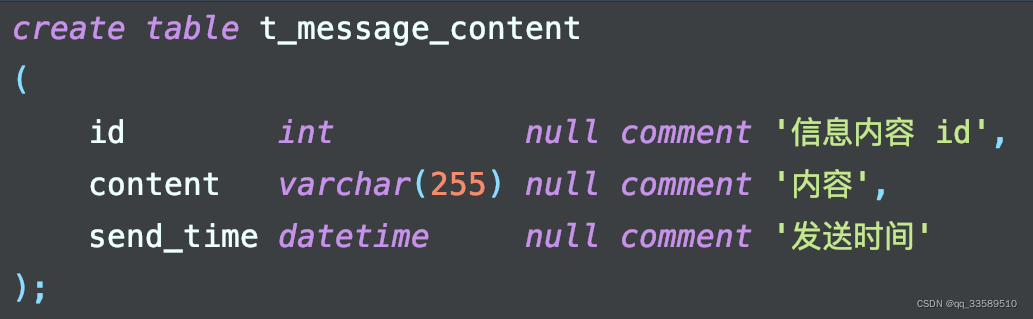 create table t_message_content
(
id int null comment '信息内容 id',
content varchar(255) null comment '内容',
send_time datetime null comment '发送时间'
);
CSDN @qq_33589510